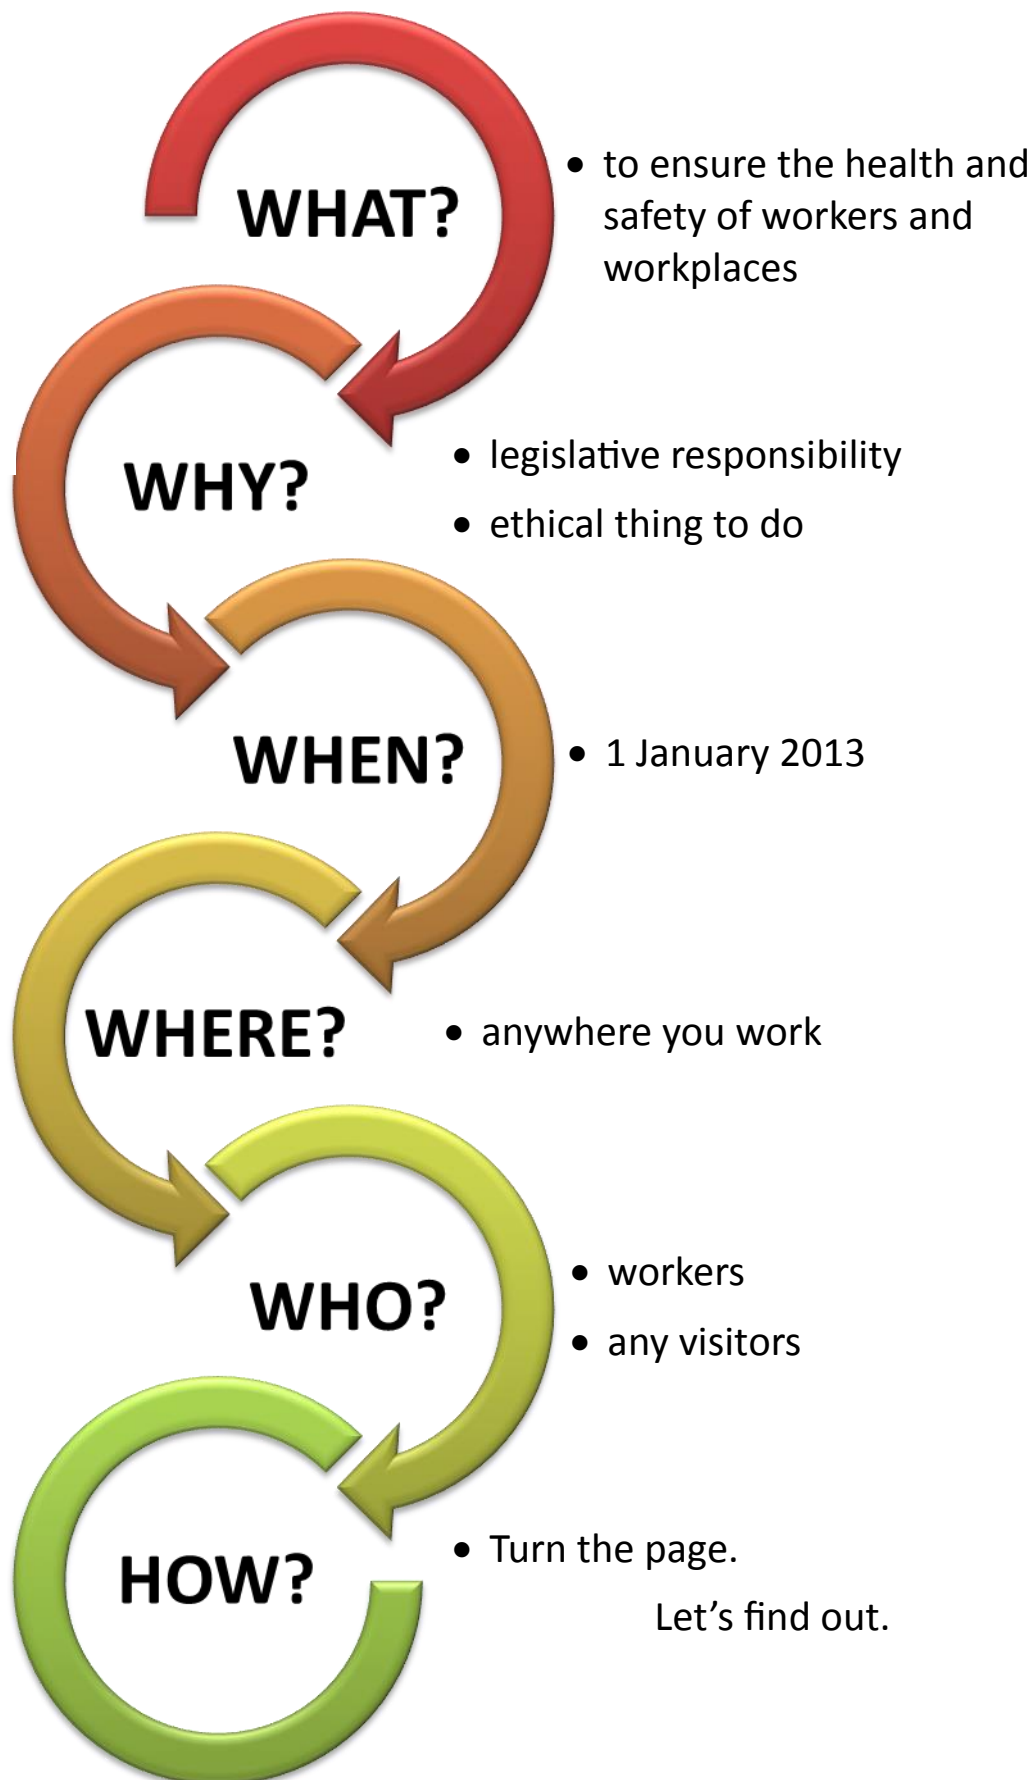 WHAT?
• to ensure the health and
safety of workers and
workplaces
WHY?
• legislative responsibility
• ethical thing to do
WHEN?
• 1 January 2013
WHERE?
• anywhere you work
WHO?
• workers
• any visitors
HOW?
• Turn the page.
Let’s find out.